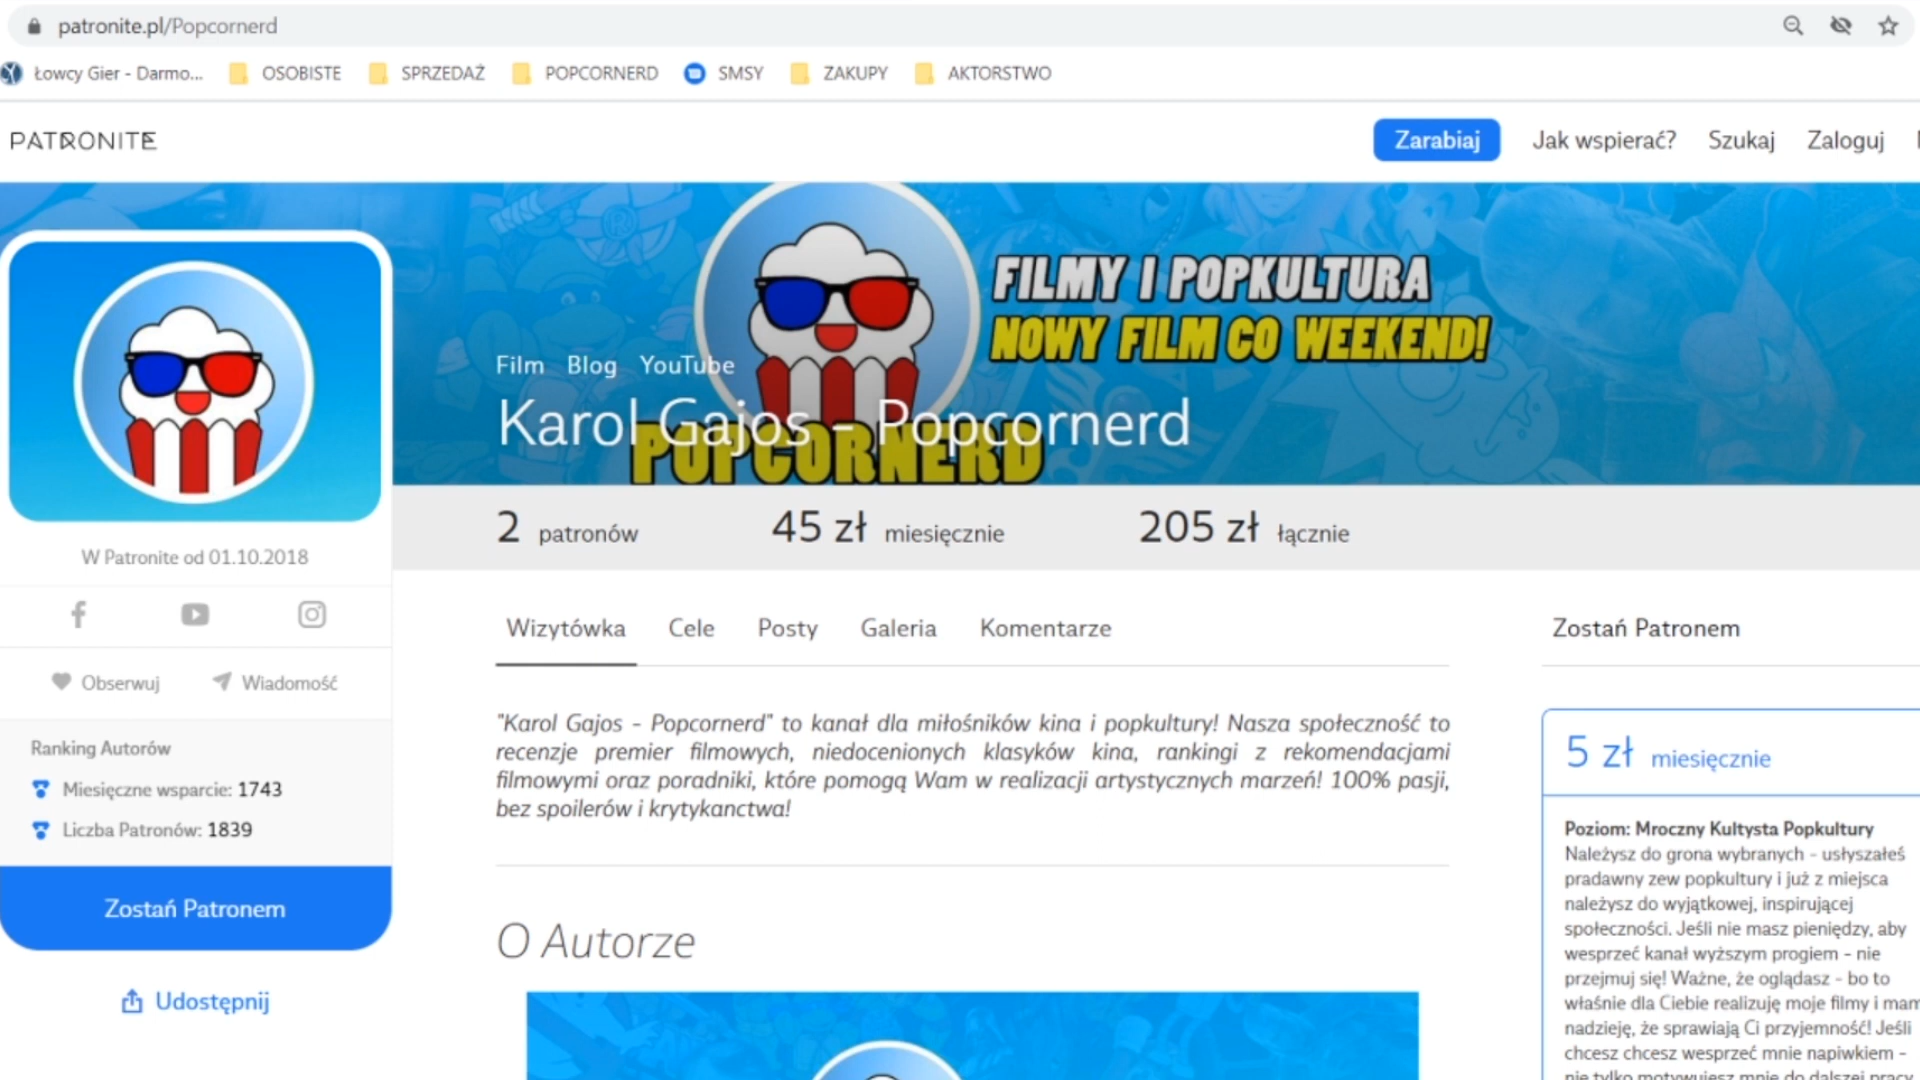 patronite.pl/Popcornerd
Łowcy Gier - Darmo...
OSOBISTE
SPRZEDAŻ
POPCORNERD
SMSY
ZAKUPY
AKTORSTWO
PATRONITE
Zarabiaj
Jak wspierać?
Szukaj
Zaloguj
FILMY I POPKULTURA
NOWY FILM CO WEEKEND!
Film Blog YouTube
Karol Gajos - Popcornerd
POPCORNERD
2 patronów
45 zł miesięcznie
205 zł łącznie
W Patronite od 01.10.2018
Obserwuj
Wiadomość
Ranking Autorów
Miesięczne wsparcie: 1743
Liczba Patronów: 1839
Zostań Patronem
Udostępnij
Wizytówka
Cele
Posty
Galeria
Komentarze
"Karol Gajos - Popcornerd" to kanał dla miłośników kina i popkultury! Nasza społeczność to
recenzje premier filmowych, niedocenionych klasyków kina, rankingi z rekomendacjami
filmowymi oraz poradniki, które pomogą Wam w realizacji artystycznych marzeń! 100% pasji,
bez spoilerów i krytykanctwa!
O Autorze
Zostań Patronem
5 zł miesięcznie
Poziom: Mroczny Kultysta Popkultury
Należysz do grona wybranych - usłyszałeś
pradawny zew popkultury i już z miejsca
należysz do wyjątkowej, inspirującej
społeczności. Jeśli nie masz pieniędzy, aby
wesprzeć kanał wyższym progiem - nie
przejmuj się! Ważne, że oglądasz - bo to
właśnie dla Ciebie realizuję moje filmy i mam
nadzieję, że sprawiają Ci przyjemność! Jeśli
chcesz chcesz wesprzeć mnie napiwkiem -
nie tylko motywujesz mnie do dalszej pracy